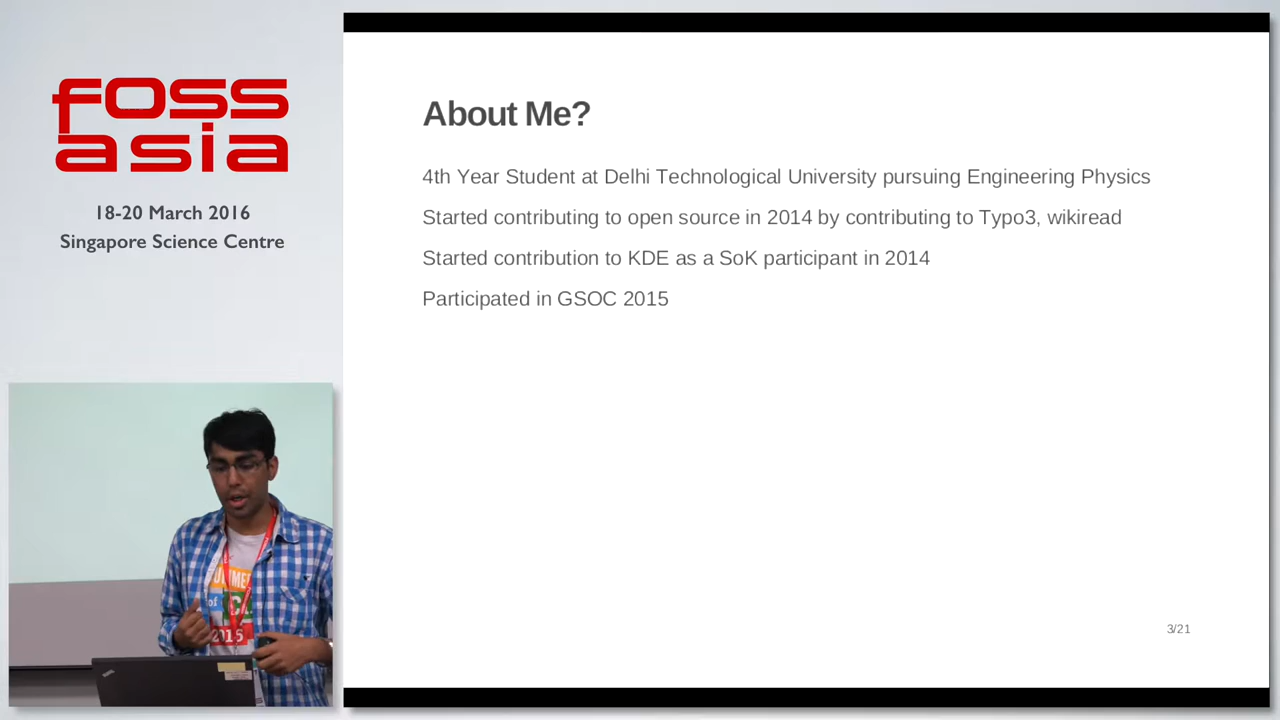 foss
asia
18-20 March 2016
Singapore Science Centre
About Me?
4th Year Student at Delhi Technological University pursuing Engineering Physics
Started contributing to open source in 2014 by contributing to Typo3, wikiread
Started contribution to KDE as a SoK participant in 2014
Participated in GSOC 2015
3/21
of
2015